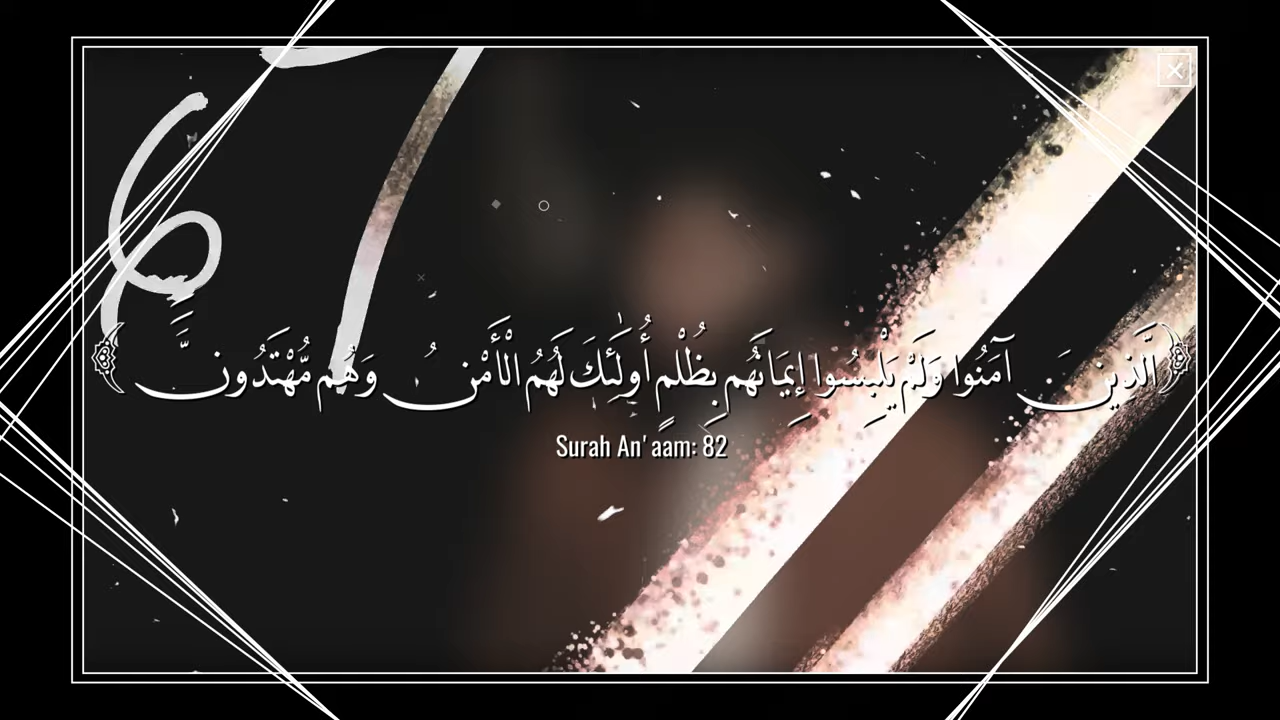 ﴿الَّذِينَ آمَنُوا وَلَمْ يَلْبِسُوا إِيمَانَهُم بِظُلْمٍ أُولَٰئِكَ لَهُمُ الْأَمْنُ وَهُم مُّهْتَدُونَ﴾
Surah An'aam: 82